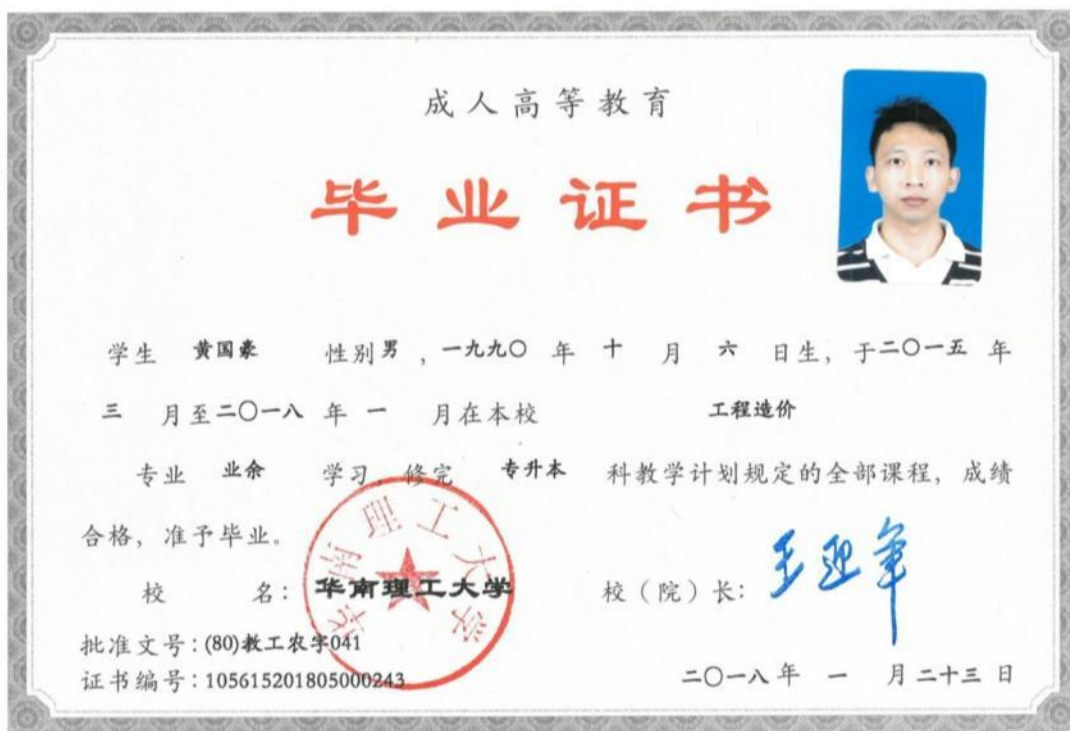 成人高等教育
毕业证书
学生 黄国豪 性别 男 , 一九九〇 年 十 月 六 日生, 于 二〇一五 年
三 月至 二〇一八 年 一 月在本校 工程造价
专业 业余 学习, 修完 专升本 科教学计划规定的全部课程, 成绩
合格, 准予毕业。
华南理工大学
校 名: 华南理工大学 校(院)长: 王迎军
批准文号: (80)教工农字041
证书编号: 105615201805000243 二〇一八 年 一 月 二十三 日